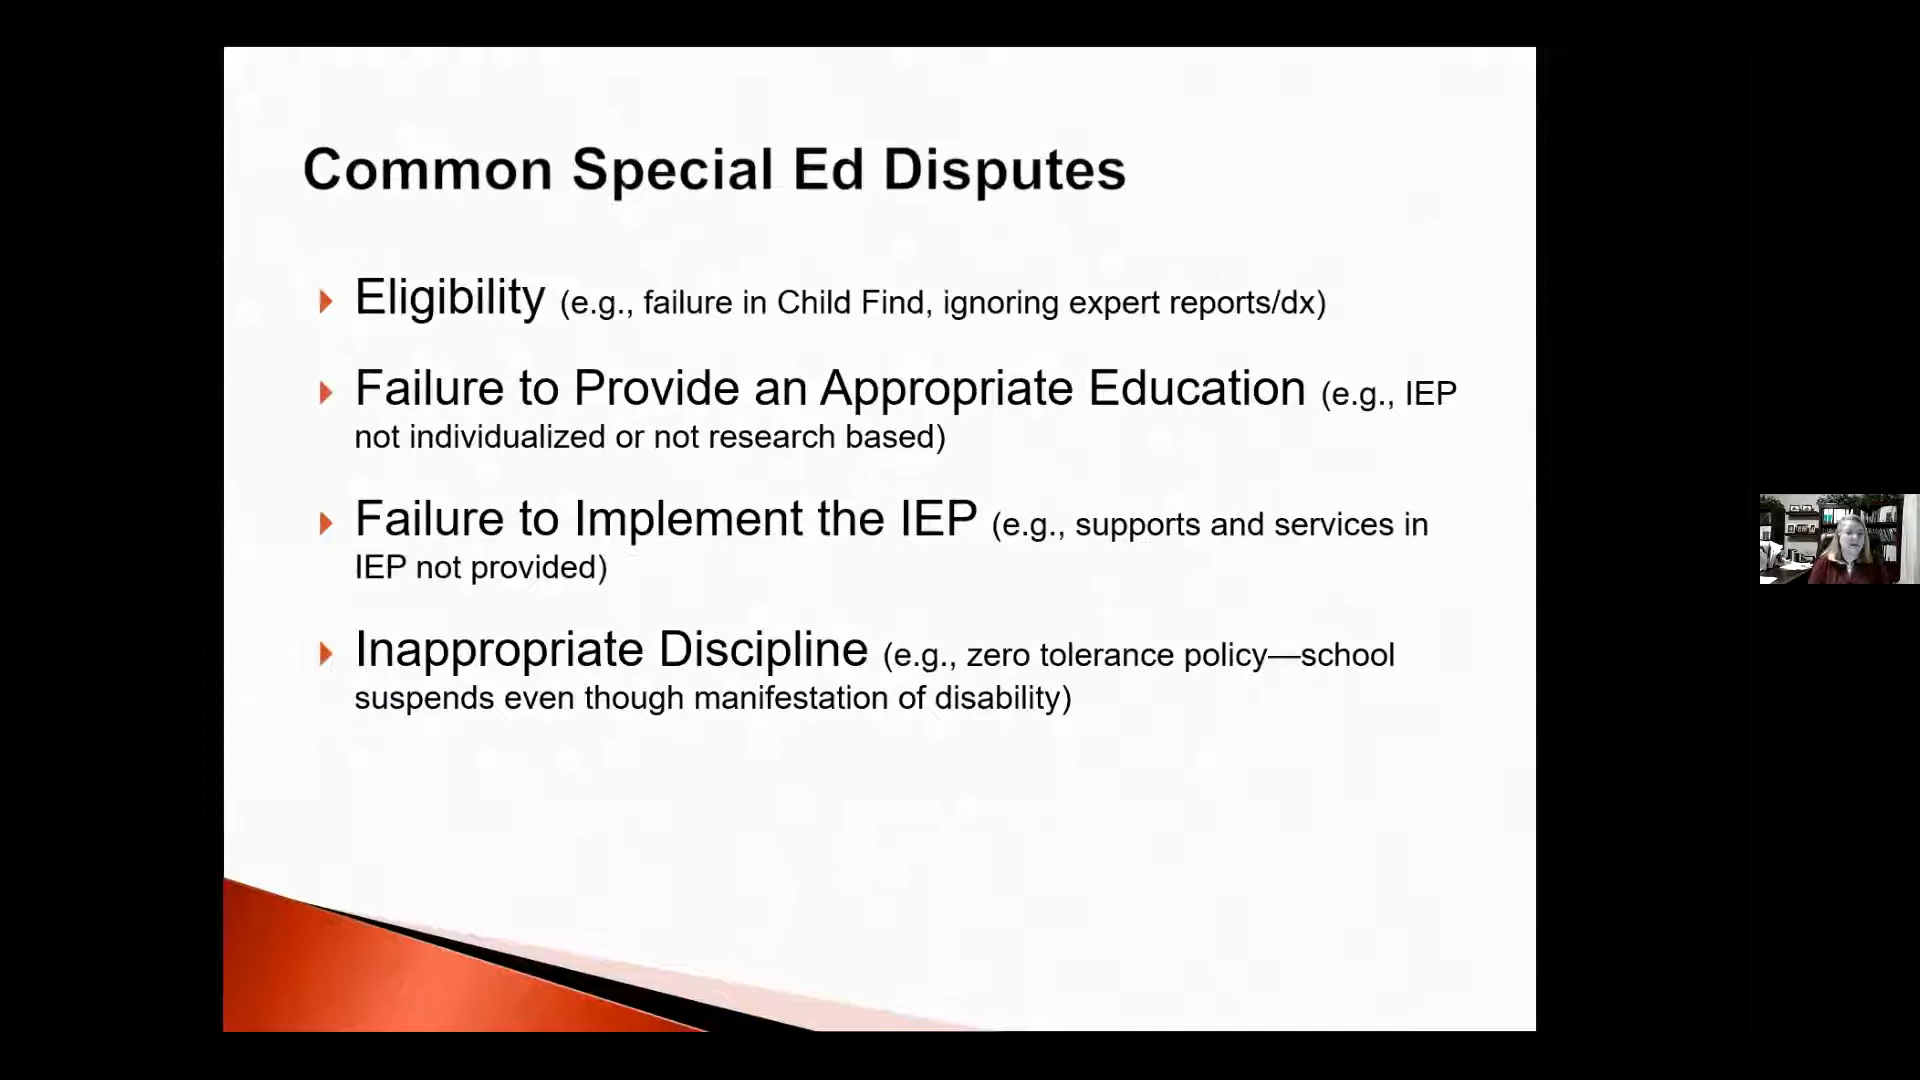 Common Special Ed Disputes
Eligibility (e.g., failure in Child Find, ignoring expert reports/dx)
Failure to Provide an Appropriate Education (e.g., IEP
not individualized or not research based)
Failure to Implement the IEP (e.g., supports and services in
IEP not provided)
Inappropriate Discipline (e.g., zero tolerance policy—school
suspends even though manifestation of disability)